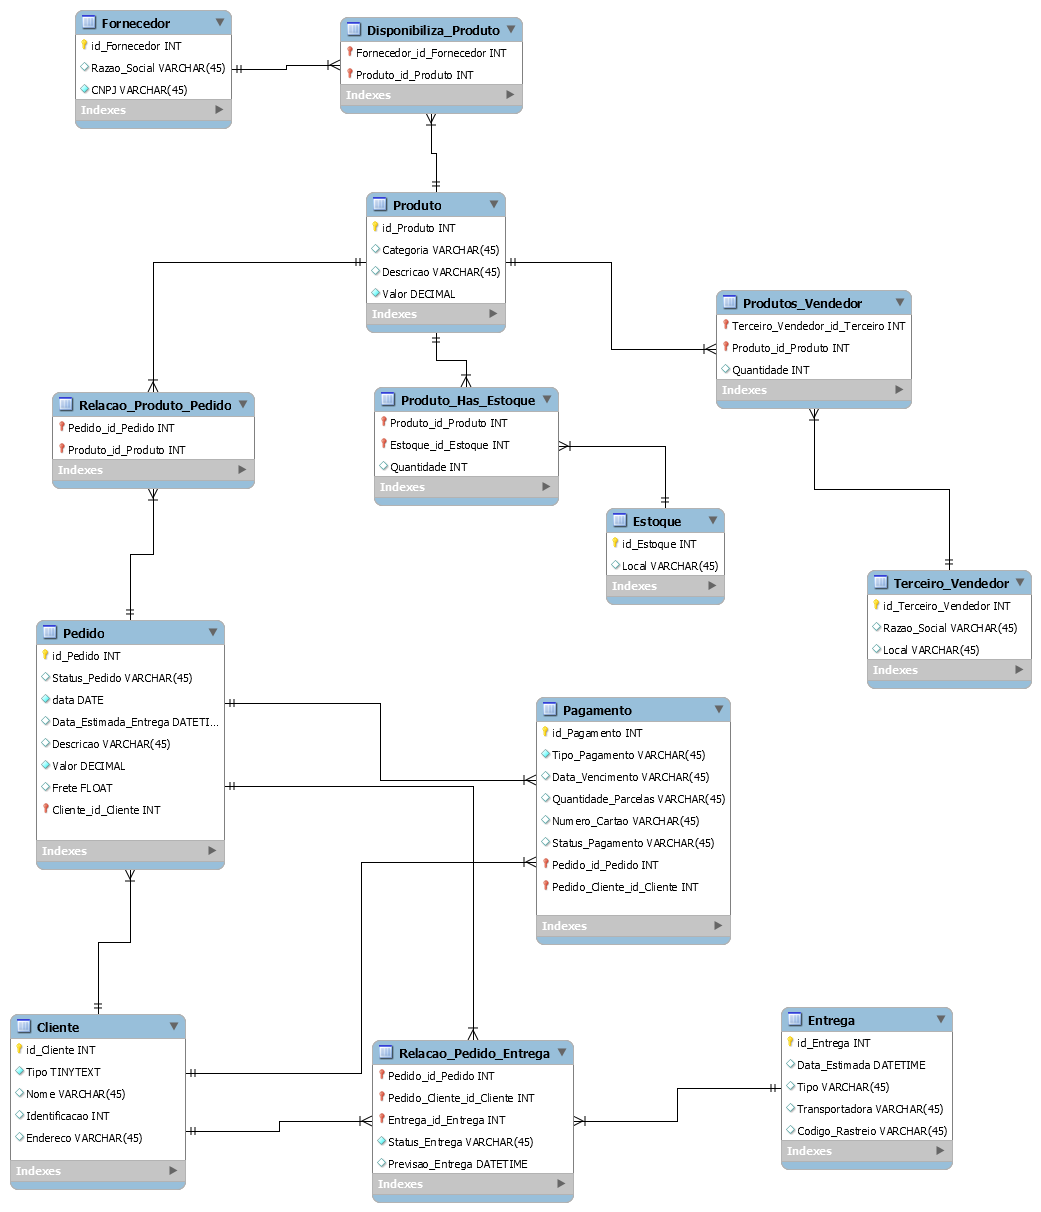 Fornecedor
id_Fornecedor INT
Razao_Social VARCHAR(45)
CNPJ VARCHAR(45)
Indexes
Disponibiliza_Produto
Fornecedor_id_Fornecedor INT
Produto_id_Produto INT
Indexes
Produto
id_Produto INT
Categoria VARCHAR(45)
Descricao VARCHAR(45)
Valor DECIMAL
Indexes
Produtos_Vendedor
Terceiro_Vendedor_id_Terceiro INT
Produto_id_Produto INT
Quantidade INT
Indexes
Relacao_Produto_Pedido
Pedido_id_Pedido INT
Produto_id_Produto INT
Indexes
Produto_Has_Estoque
Produto_id_Produto INT
Estoque_id_Estoque INT
Quantidade INT
Indexes
Estoque
id_Estoque INT
Local VARCHAR(45)
Indexes
Terceiro_Vendedor
id_Terceiro_Vendedor INT
Razao_Social VARCHAR(45)
Local VARCHAR(45)
Indexes
Pedido
id_Pedido INT
Status_Pedido VARCHAR(45)
data DATE
Data_Estimada_Entrega DATETI...
Descricao VARCHAR(45)
Valor DECIMAL
Frete FLOAT
Cliente_id_Cliente INT
Indexes
Pagamento
id_Pagamento INT
Tipo_Pagamento VARCHAR(45)
Data_Vencimento VARCHAR(45)
Quantidade_Parcelas VARCHAR(45)
Numero_Cartao VARCHAR(45)
Status_Pagamento VARCHAR(45)
Pedido_id_Pedido INT
Pedido_Cliente_id_Cliente INT
Indexes
Cliente
id_Cliente INT
Tipo TINYTEXT
Nome VARCHAR(45)
Identificacao INT
Endereco VARCHAR(45)
Indexes
Relacao_Pedido_Entrega
Pedido_id_Pedido INT
Pedido_Cliente_id_Cliente INT
Entrega_id_Entrega INT
Status_Entrega VARCHAR(45)
Previsao_Entrega DATETIME
Indexes
Entrega
id_Entrega INT
Data_Estimada DATETIME
Tipo VARCHAR(45)
Transportadora VARCHAR(45)
Codigo_Rastreio VARCHAR(45)
Indexes